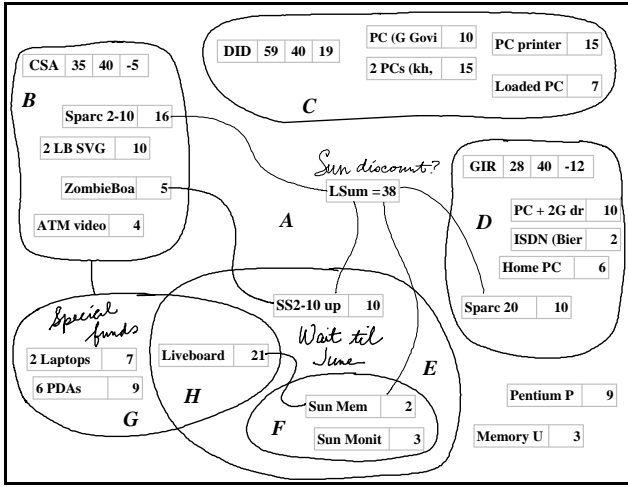 CSA 35 40 -5
B
Sparc 2-10 16
2 LB SVG 10
ZombieBoa 5
ATM video 4
DID 59 40 19
PC (G Govi 10
2 PCs (kh, 15
PC printer 15
Loaded PC 7
C
Sun discount?
LSum = 38
A
GIR 28 40 -12
PC + 2G dr 10
D
ISDN (Bier 2
Home PC 6
Sparc 20 10
SS2-10 up 10
Special
funds
Wait til
June
2 Laptops 7
6 PDAs 9
G
Liveboard 21
H
E
Sun Mem 2
F
Sun Monit 3
Pentium P 9
Memory U 3